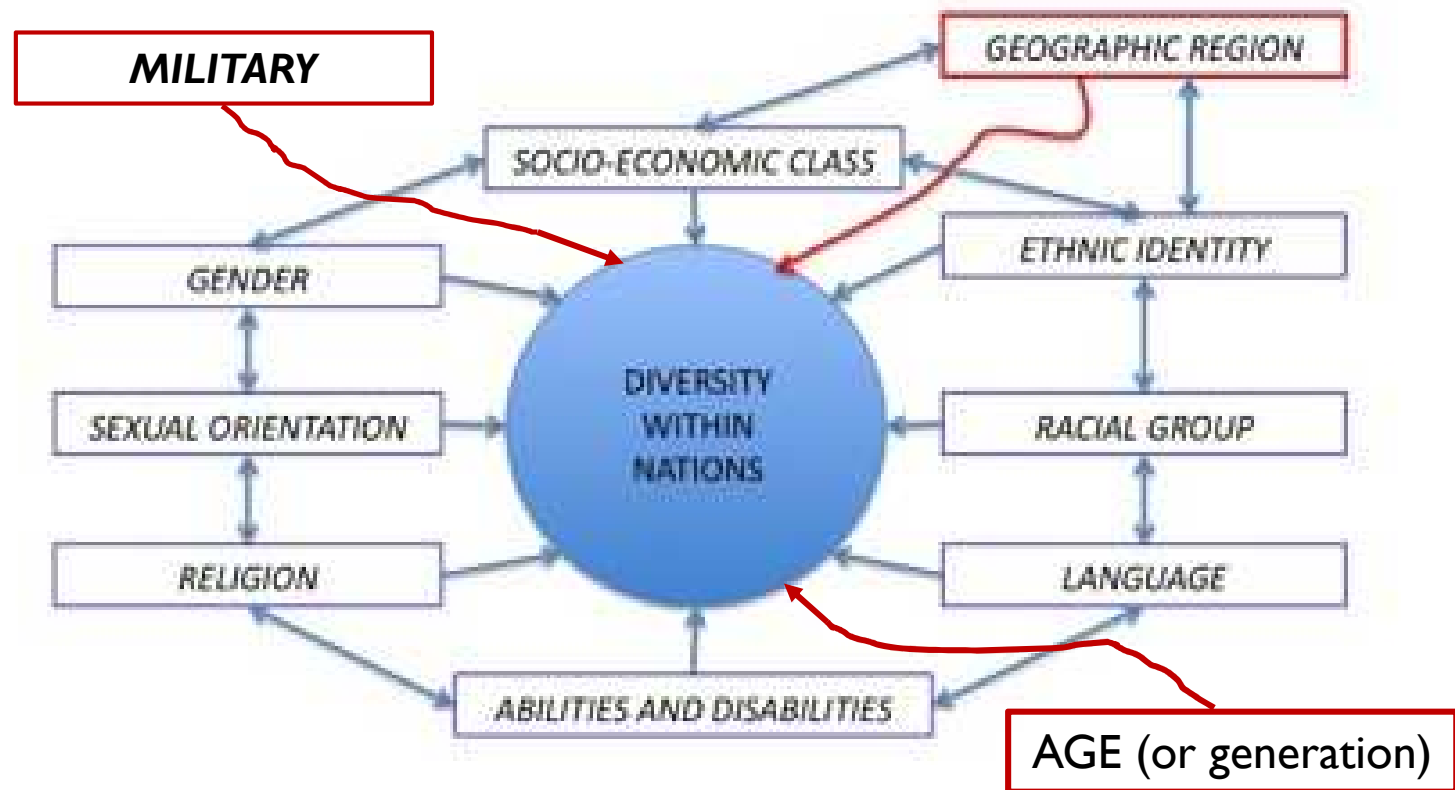 MILITARY
GEOGRAPHIC REGION
SOCIO-ECONOMIC CLASS
GENDER
ETHNIC IDENTITY
DIVERSITY
WITHIN
NATIONS
SEXUAL ORIENTATION
RACIAL GROUP
RELIGION
LANGUAGE
ABILITIES AND DISABILITIES
AGE (or generation)